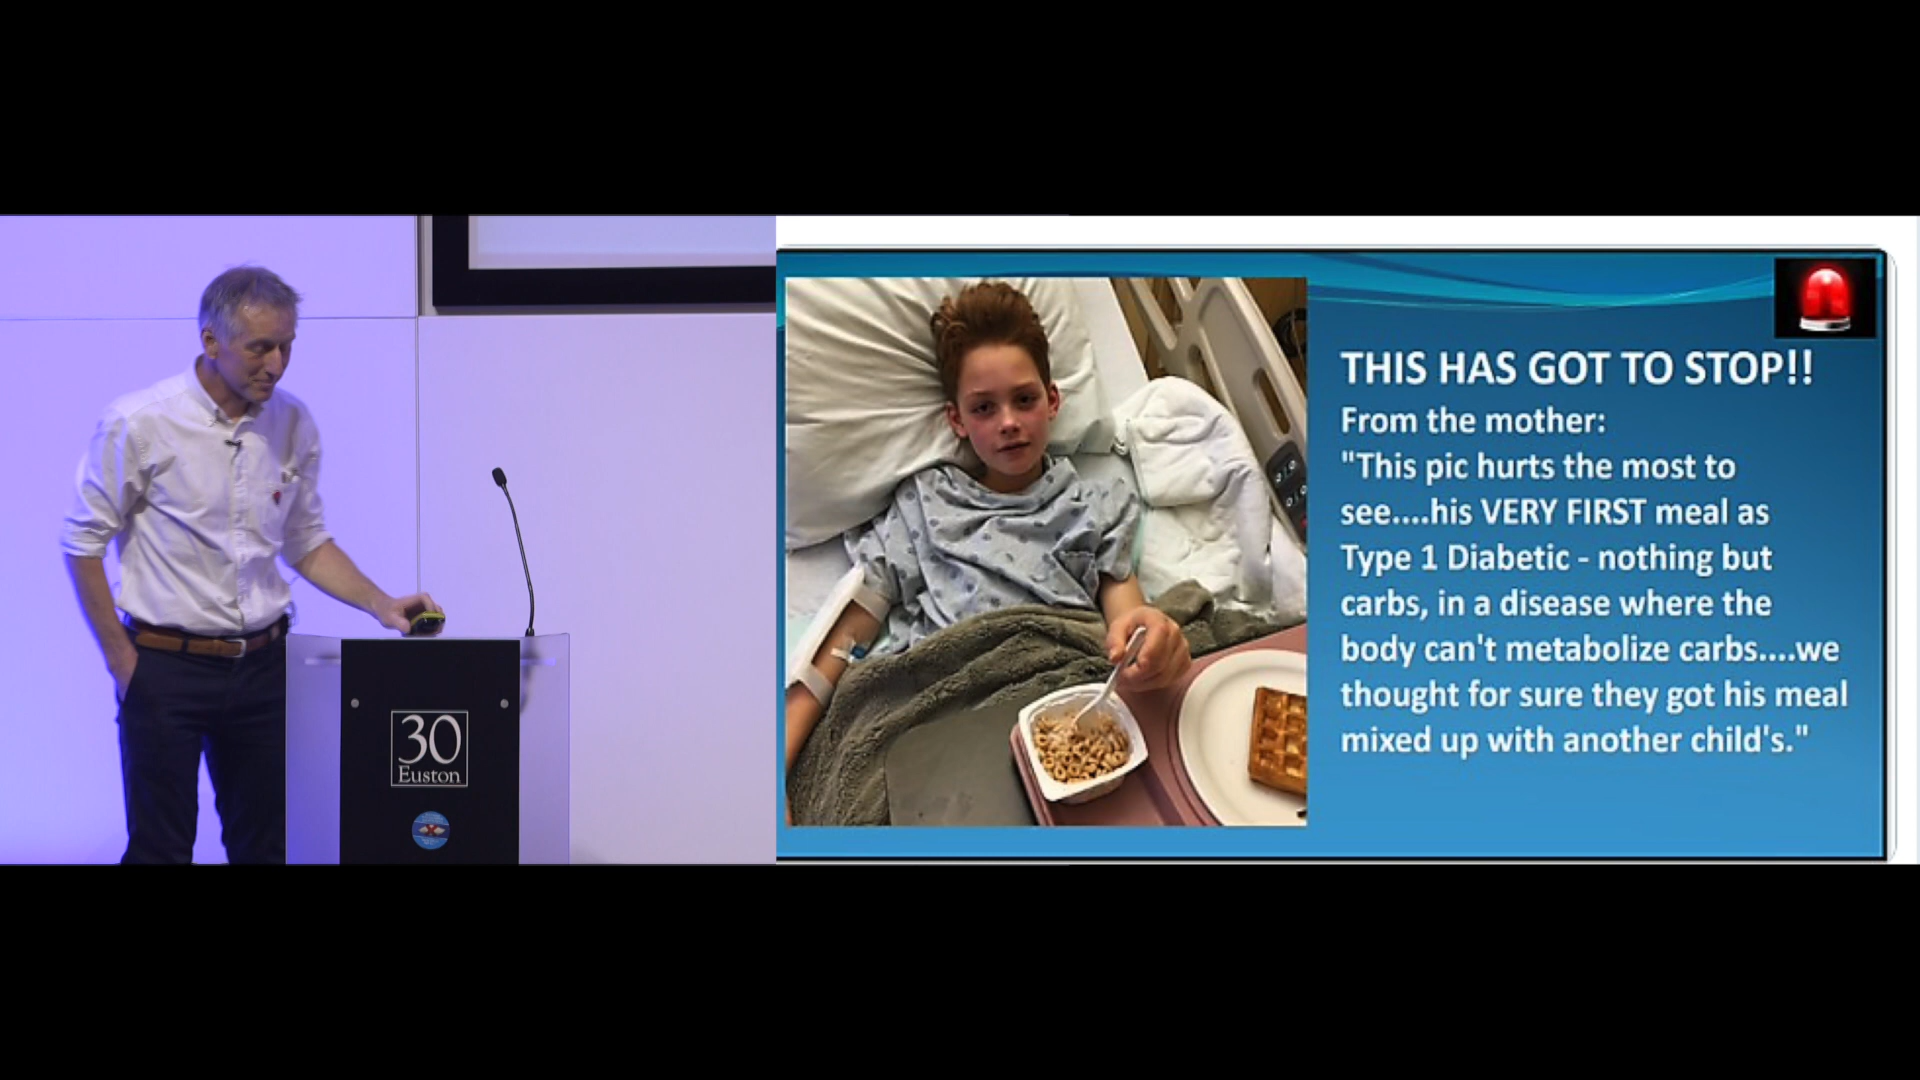 THIS HAS GOT TO STOP!!
From the mother:
"This pic hurts the most to
see....his VERY FIRST meal as
Type 1 Diabetic - nothing but
carbs, in a disease where the
body can't metabolize carbs....we
thought for sure they got his meal
mixed up with another child's."
30
Euston